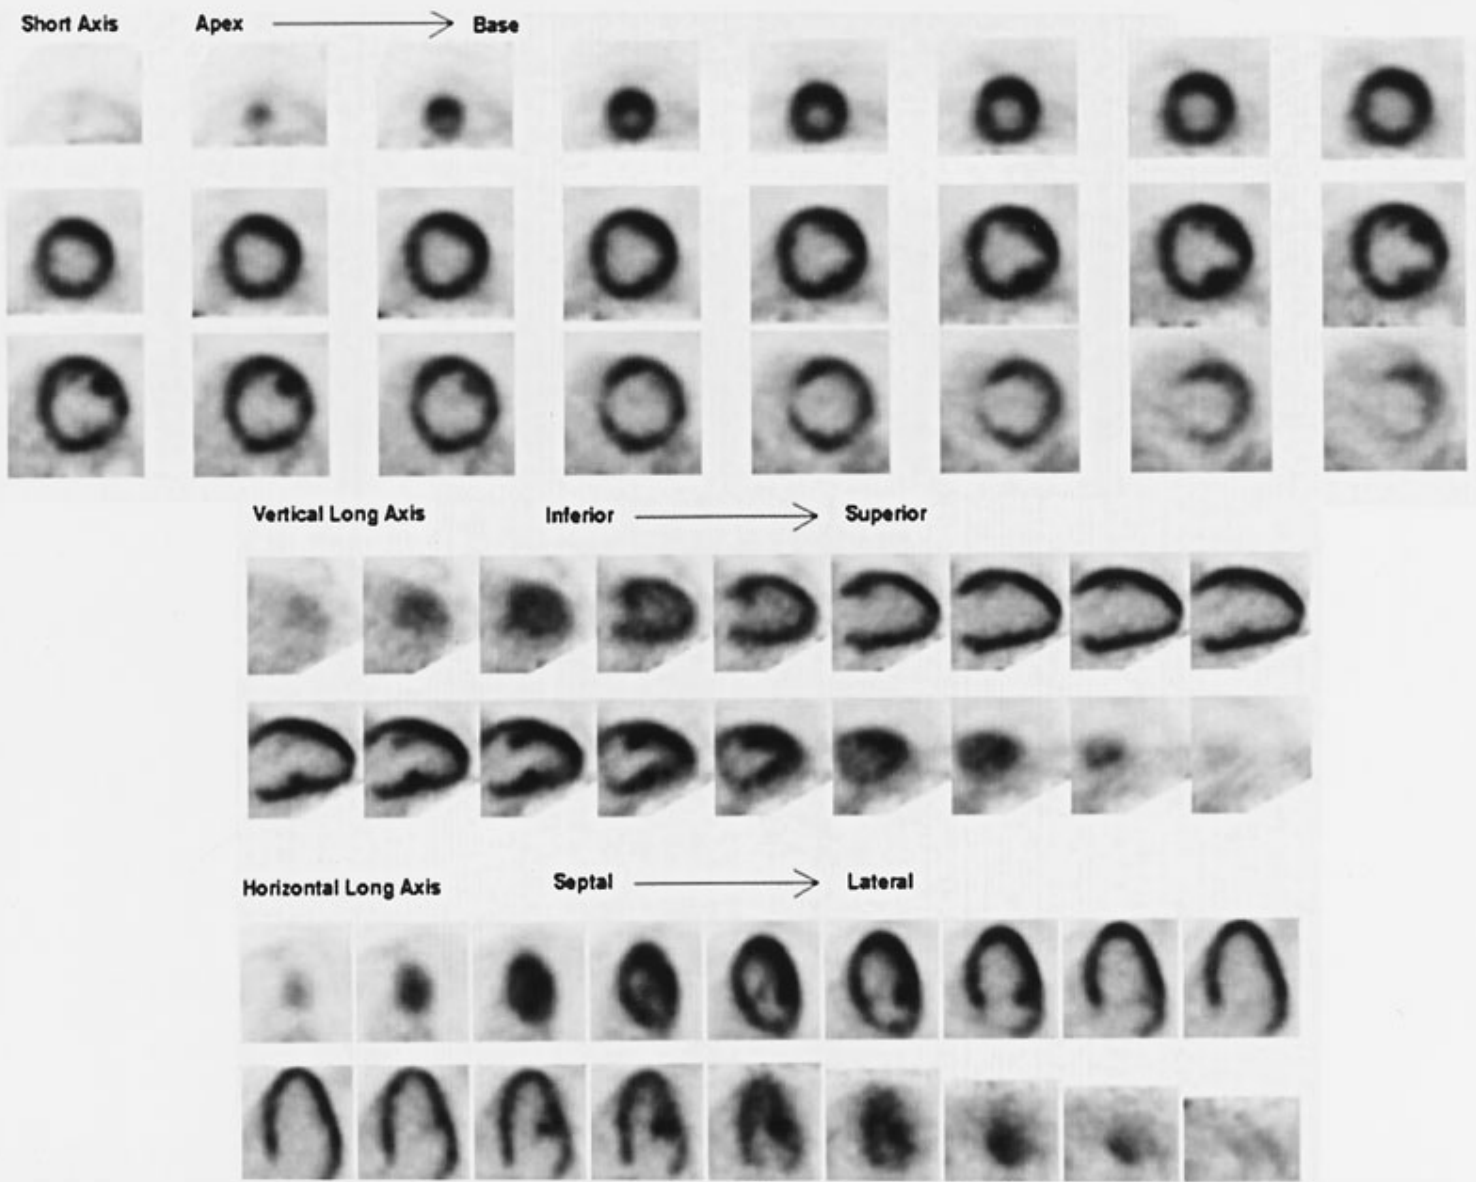 Short Axis Apex Base
Vertical Long Axis Inferior Superior
Horizontal Long Axis Septal Lateral